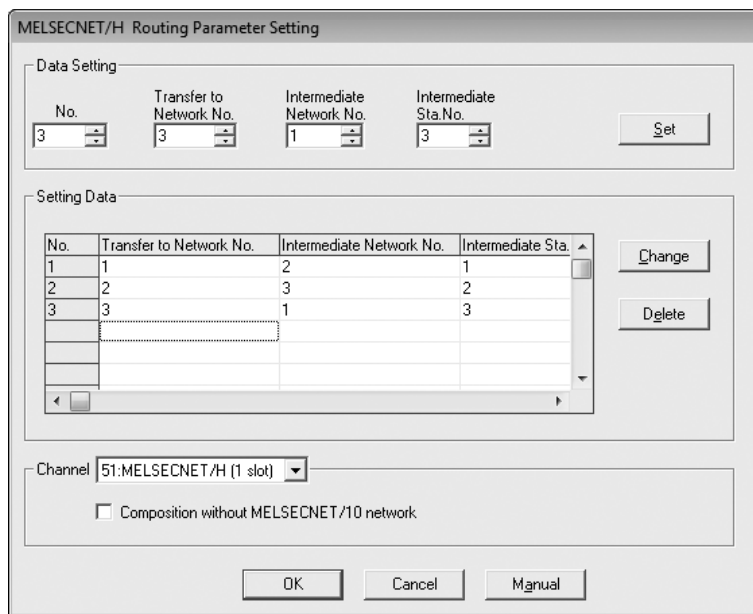 MELSECNET/H Routing Parameter Setting
Data Setting
No.
Transfer to
Network No.
Intermediate
Network No.
Intermediate
Sta.No.
3
3
1
3
Set
Setting Data
No. Transfer to Network No. Intermediate Network No. Intermediate Sta.
1 1 2 1
2 2 3 2
3 3 1 3
Change
Delete
Channel 51:MELSECNET/H (1 slot)
Composition without MELSECNET/10 network
OK Cancel Manual